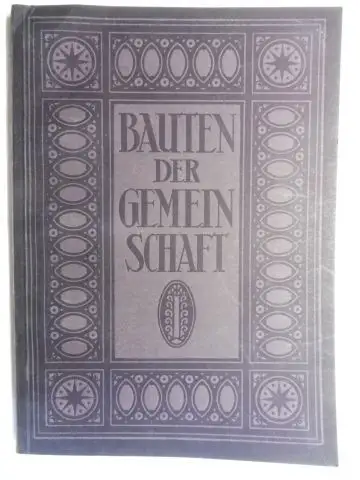 BAUTEN
DER
GEMEIN
SCHAFT